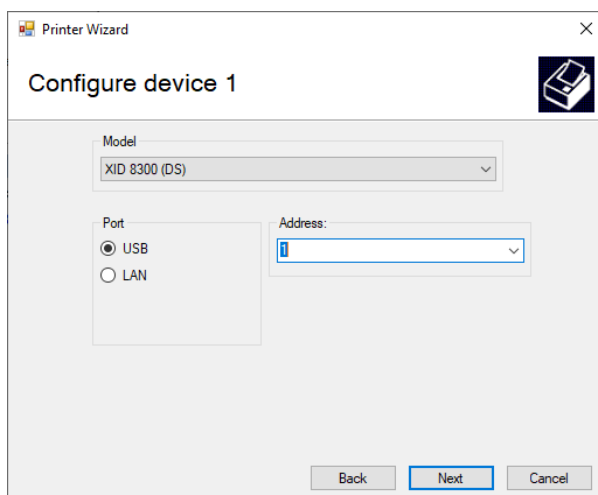 Printer Wizard
Configure device 1
Model
XID 8300 (DS)
Port
Address:
USB
1
LAN
Back
Next
Cancel